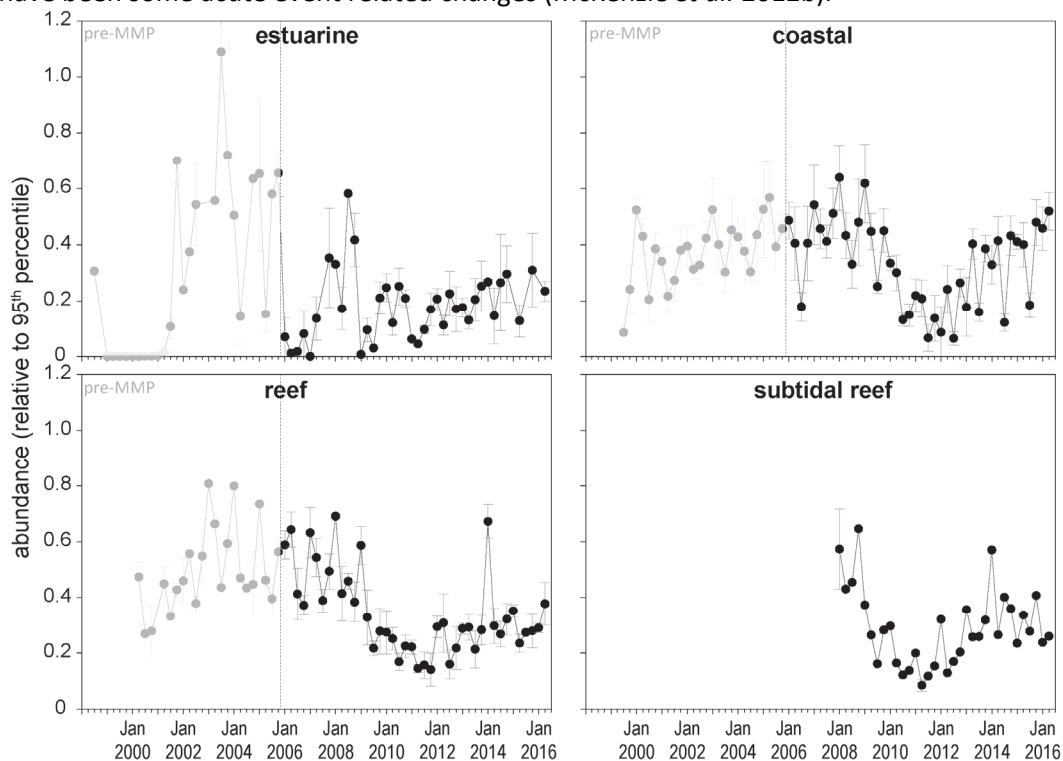 have been some acute event related changes (McKenzie et al. 2012b).
1.2 pre-MMP estuarine pre-MMP coastal
1.0
0.8
0.6
0.4
0.2
0
abundance (relative to 95th percentile)
1.2 pre-MMP reef subtidal reef
1.0
0.8
0.6
0.4
0.2
0
Jan Jan Jan Jan Jan Jan Jan Jan Jan Jan Jan Jan Jan Jan Jan Jan Jan Jan
2000 2002 2004 2006 2008 2010 2012 2014 2016 2000 2002 2004 2006 2008 2010 2012 2014 2016